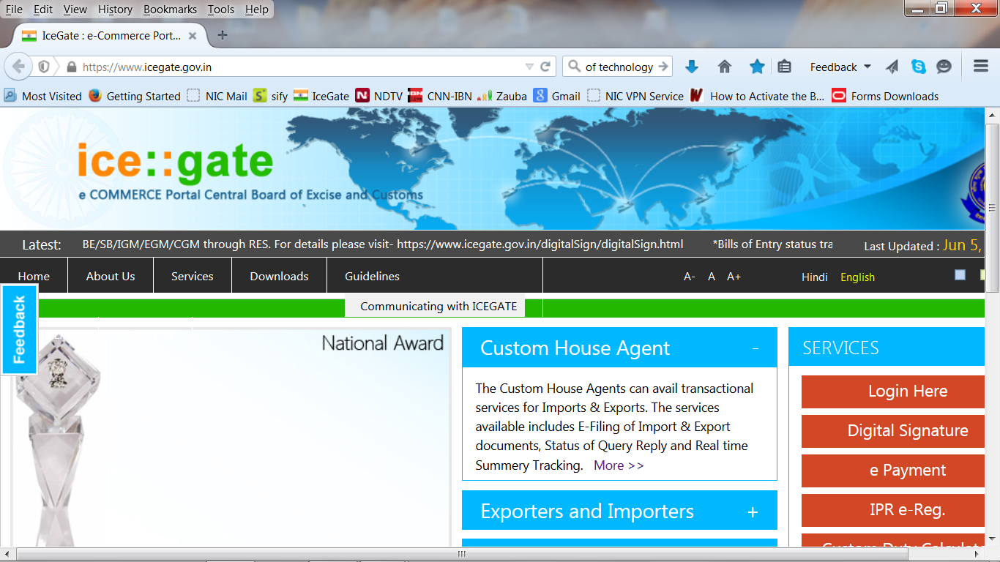 File Edit View History Bookmarks Tools Help
IceGate : e-Commerce Port...
https://www.icegate.gov.in
of technology
Feedback
Most Visited Getting Started NIC Mail sify IceGate NDTV CNN-IBN Zauba Gmail NIC VPN Service How to Activate the B... Forms Downloads
ice::gate
e COMMERCE Portal Central Board of Excise and Customs
Latest: BE/SB/IGM/EGM/CGM through RES. For details please visit- https://www.icegate.gov.in/digitalSign/digitalSign.html *Bills of Entry status tra Last Updated : Jun 5,
Home About Us Services Downloads Guidelines A- A A+ Hindi English
Communicating with ICEGATE
Feedback
National Award
Custom House Agent -
The Custom House Agents can avail transactional
services for Imports & Exports. The services
available includes E-Filing of Import & Export
documents, Status of Query Reply and Real time
Summery Tracking. More >>
Exporters and Importers +
SERVICES
Login Here
Digital Signature
e Payment
IPR e-Reg.
Custom Duty Calculat